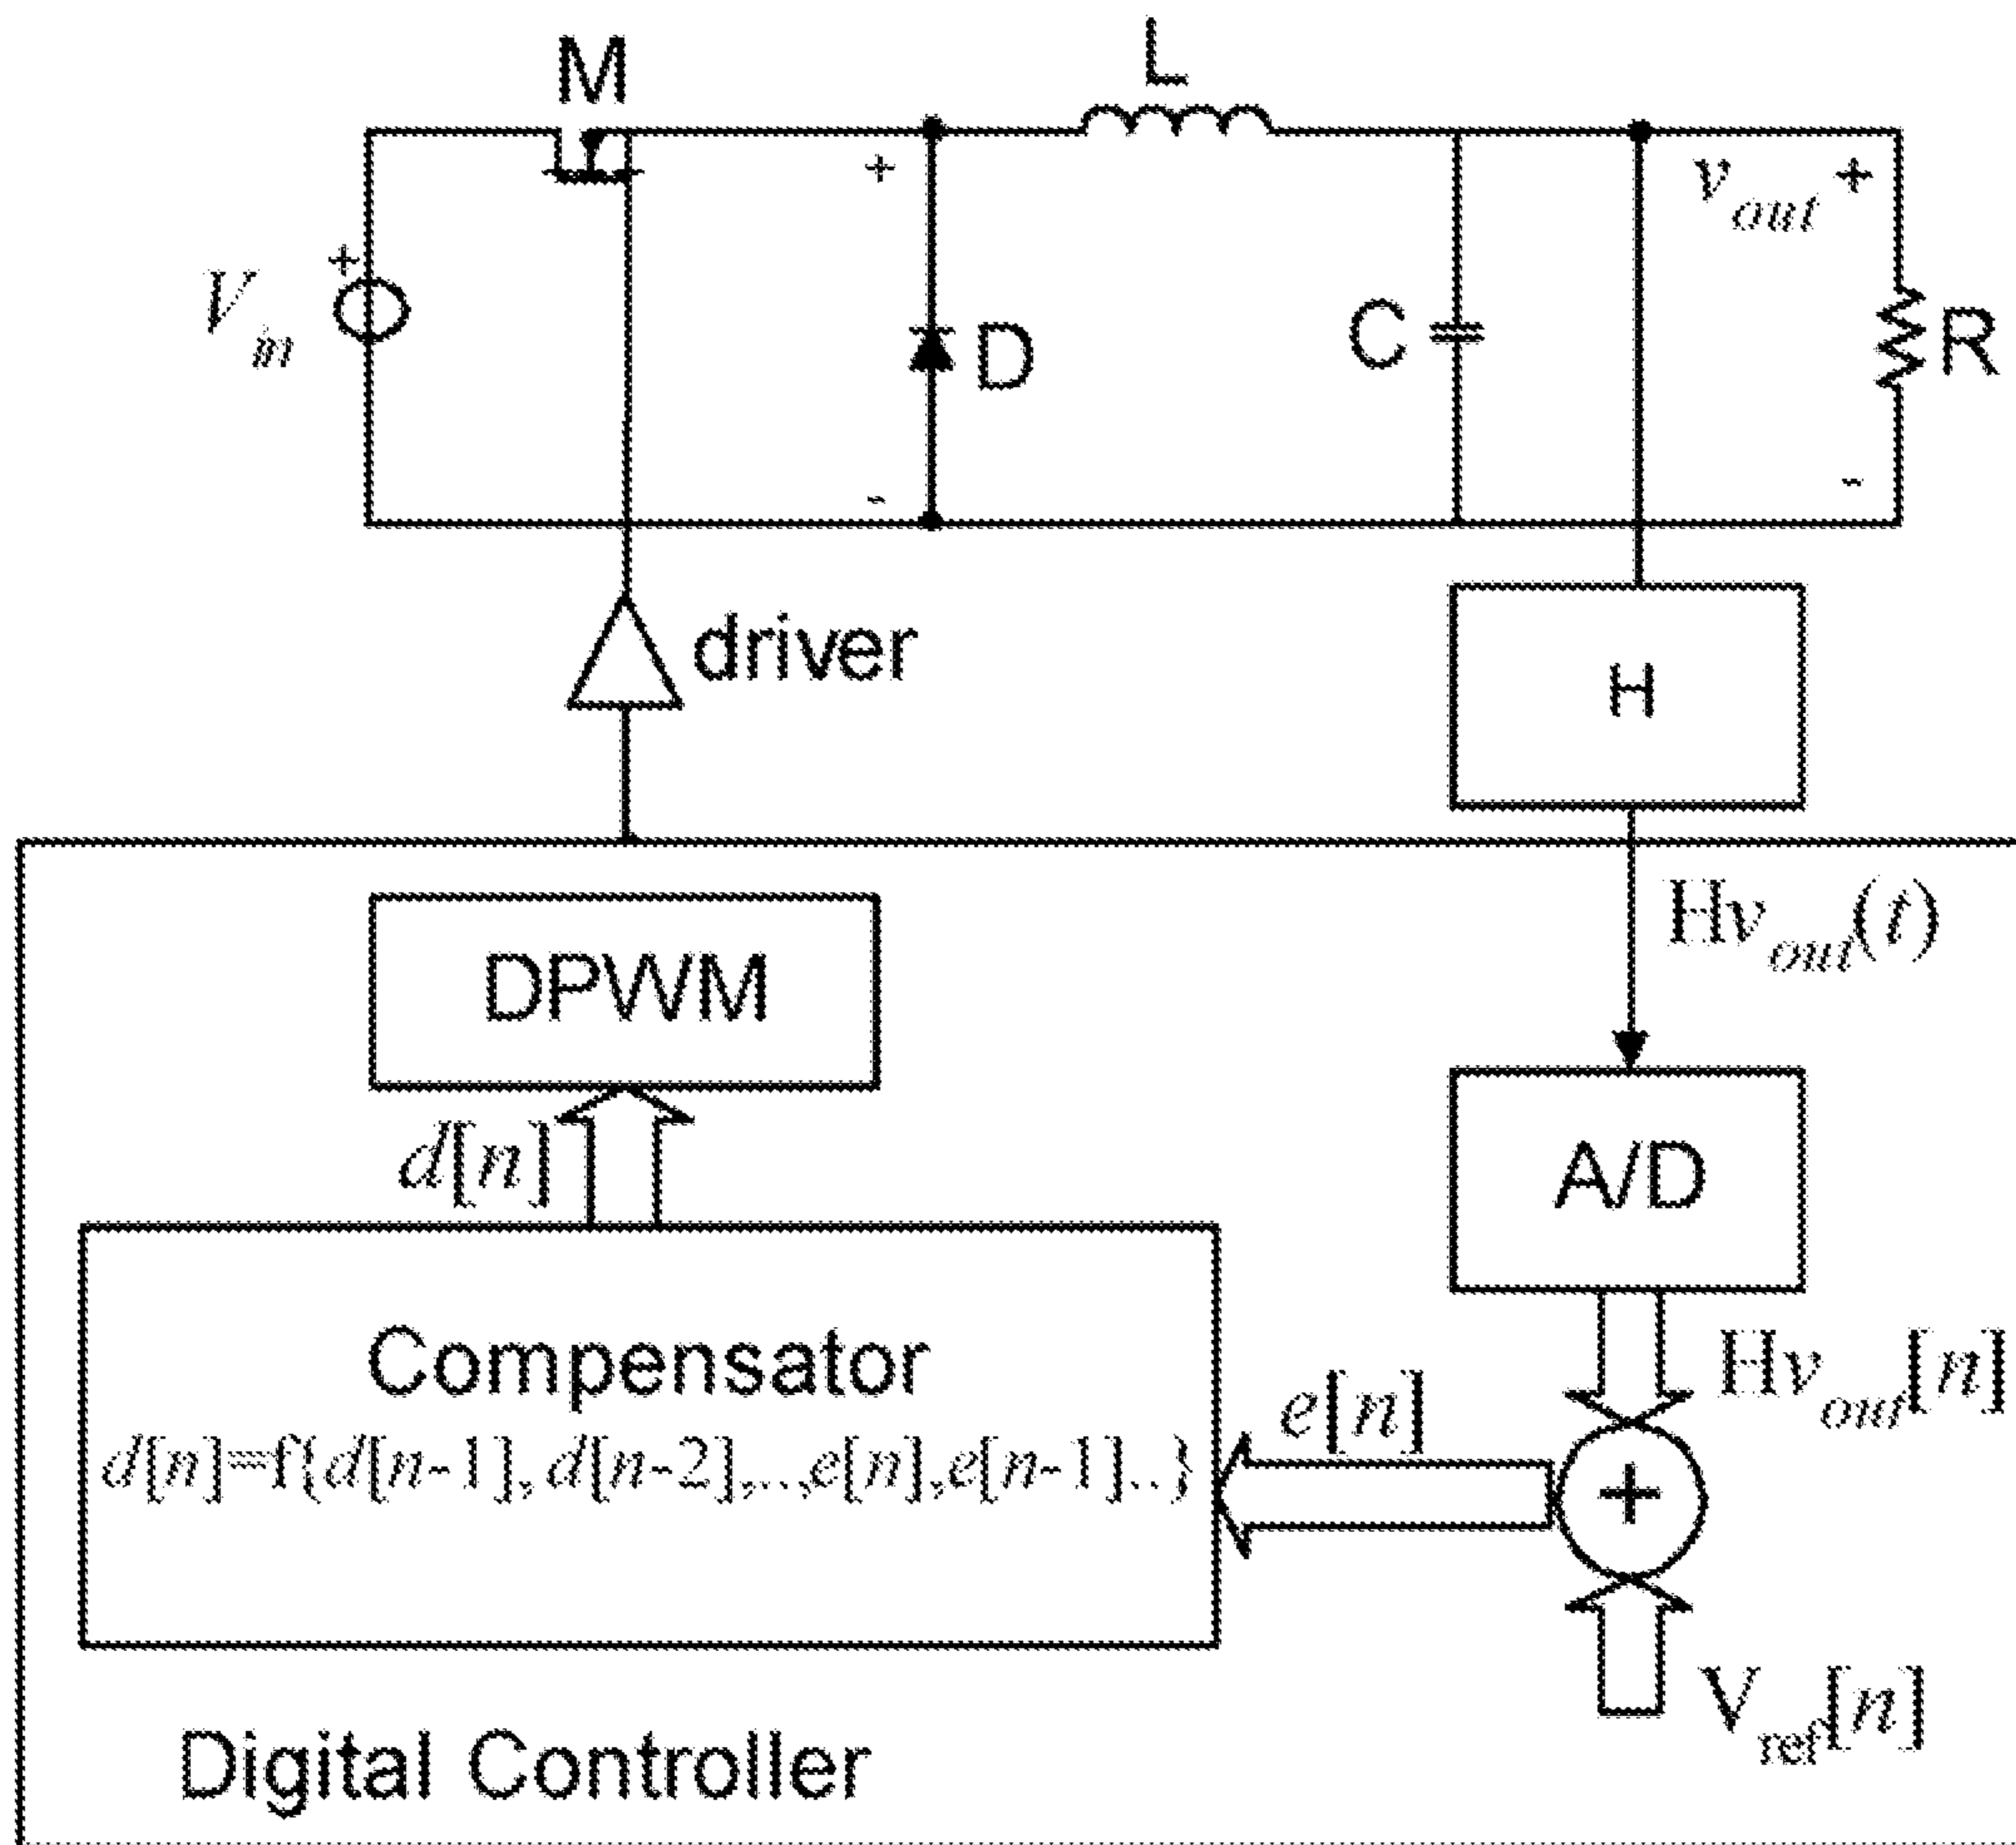 M
L
+
+
v_out
+
V_in
D
C
R
-
-
driver
H
Hv_out(t)
DPWM
d[n]
A/D
Compensator
d[n]=f{d[n-1],d[n-2],..,e[n],e[n-1]..}
e[n]
Hv_out[n]
+
V_ref[n]
Digital Controller